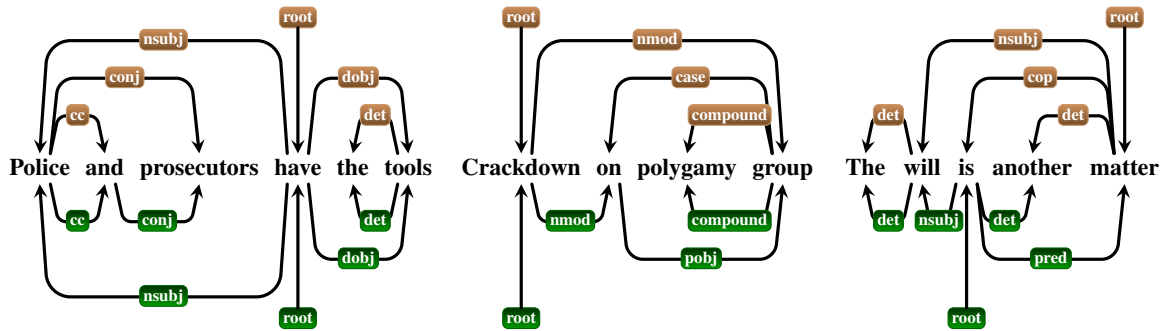 root root root
nsubj nmod nsubj
conj dobj case cop
cc det compound det det
Police and prosecutors have the tools Crackdown on polygamy group The will is another matter
cc conj det nmod compound det nsubj det
dobj pobj pred
nsubj
root root root